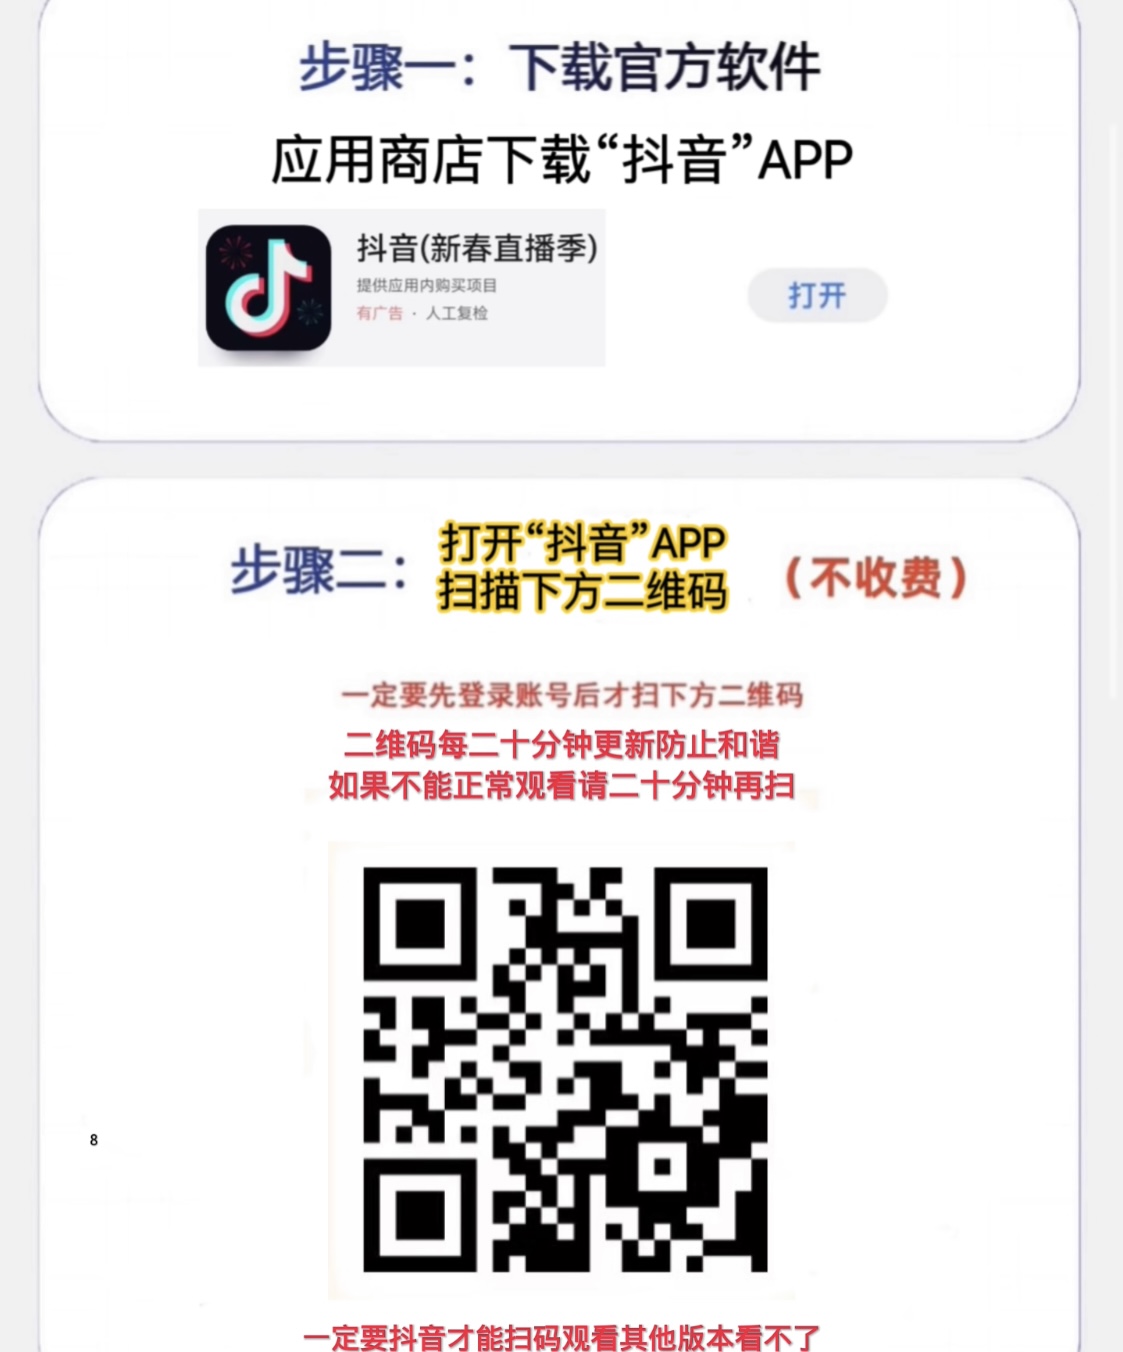 步骤一：下载官方软件
应用商店下载“抖音”APP
抖音(新春直播季)
提供应用内购买项目
有广告 · 人工复检
打开
步骤二：
打开“抖音”APP
扫描下方二维码
（不收费）
一定要先登录账号后才扫下方二维码
二维码每二十分钟更新防止和谐
如果不能正常观看请二十分钟再扫
8
一定要抖音才能扫码观看其他版本看不了